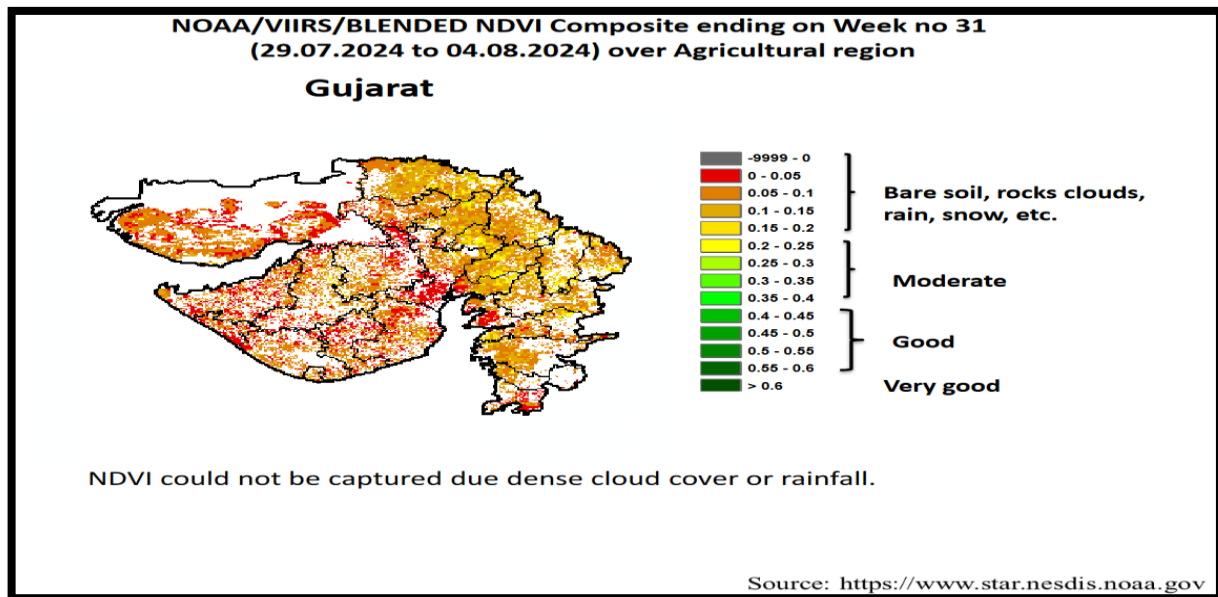 NOAA/VIIRS/BLENDED NDVI Composite ending on Week no 31
(29.07.2024 to 04.08.2024) over Agricultural region
Gujarat
-9999 - 0
0 - 0.05
0.05 - 0.1
0.1 - 0.15
0.15 - 0.2
0.2 - 0.25
0.25 - 0.3
0.3 - 0.35
0.35 - 0.4
0.4 - 0.45
0.45 - 0.5
0.5 - 0.55
0.55 - 0.6
> 0.6
Bare soil, rocks clouds,
rain, snow, etc.
Moderate
Good
Very good
NDVI could not be captured due dense cloud cover or rainfall.
Source: https://www.star.nesdis.noaa.gov